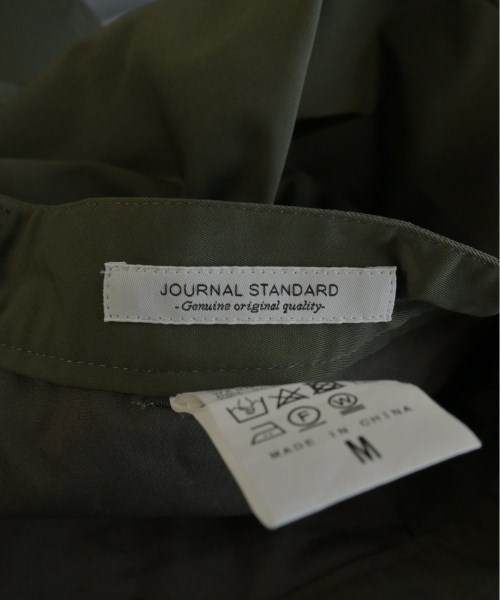 JOURNAL STANDARD
-Genuine original quality-
F W
MADE IN CHINA
M